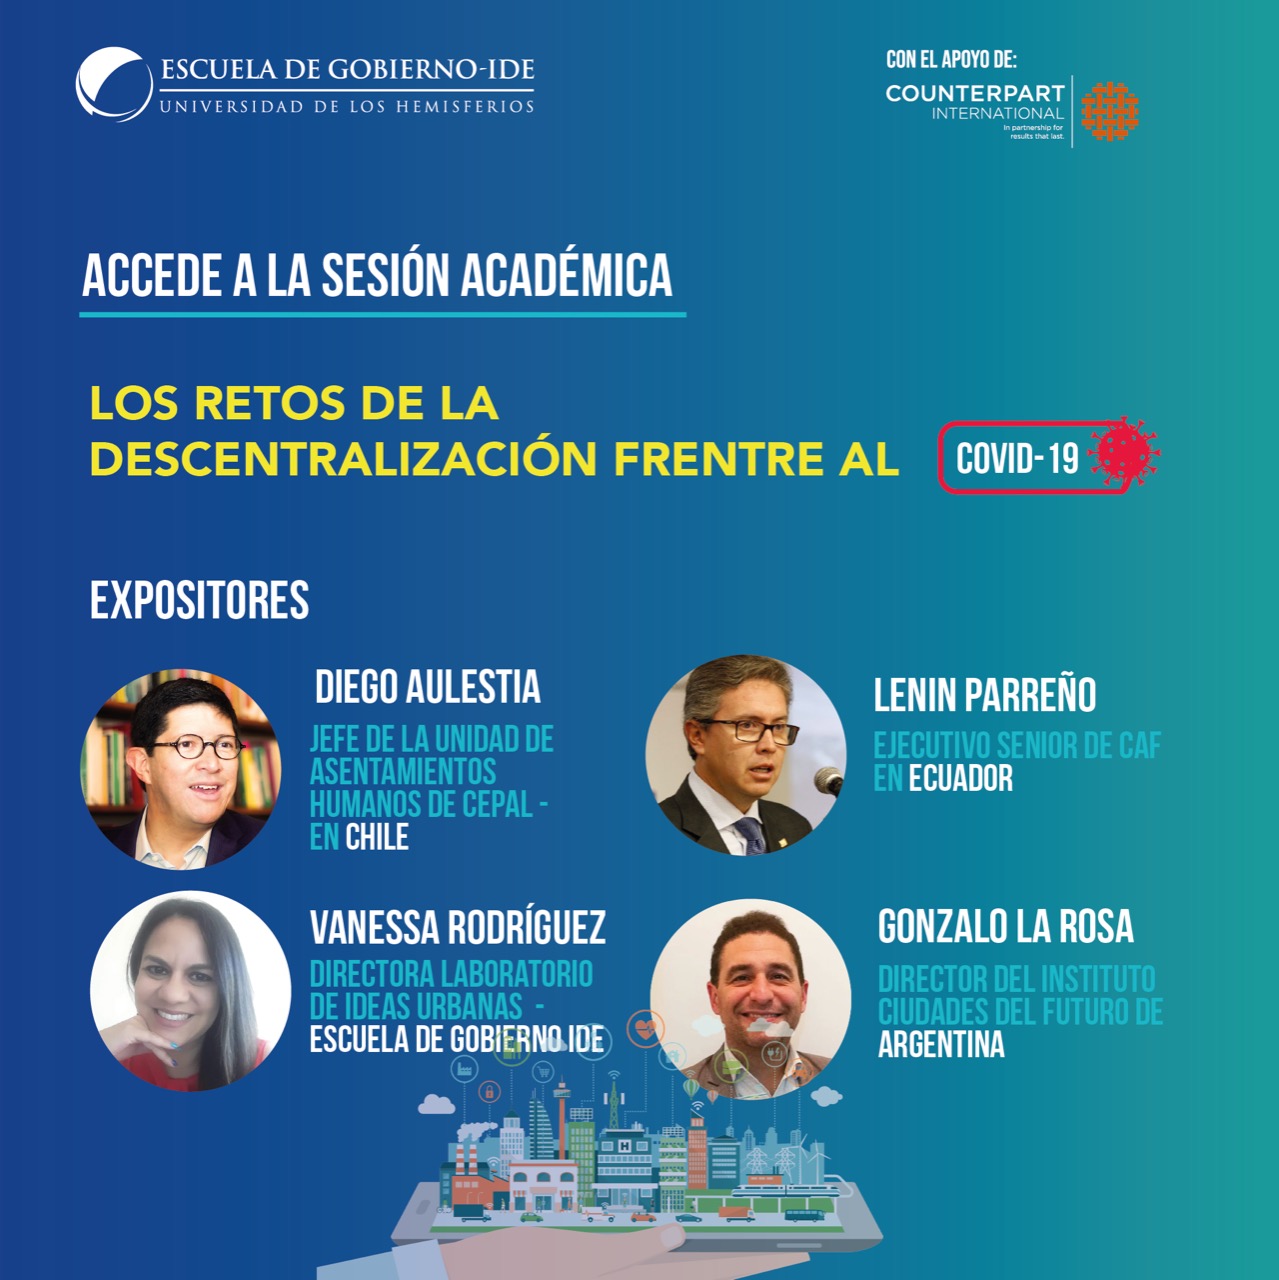 ESCUELA DE GOBIERNO-IDE
UNIVERSIDAD DE LOS HEMISFERIOS
CON EL APOYO DE:
COUNTERPART
INTERNATIONAL
In partnership for
results that last.
ACCEDE A LA SESIÓN ACADÉMICA
LOS RETOS DE LA
DESCENTRALIZACIÓN FRENTRE AL COVID-19
EXPOSITORES
DIEGO AULESTIA
JEFE DE LA UNIDAD DE
ASENTAMIENTOS
HUMANOS DE CEPAL -
EN CHILE
LENIN PARREÑO
EJECUTIVO SENIOR DE CAF
EN ECUADOR
VANESSA RODRÍGUEZ
DIRECTORA LABORATORIO
DE IDEAS URBANAS -
ESCUELA DE GOBIERNO IDE
GONZALO LA ROSA
DIRECTOR DEL INSTITUTO
CIUDADES DEL FUTURO DE
ARGENTINA
H